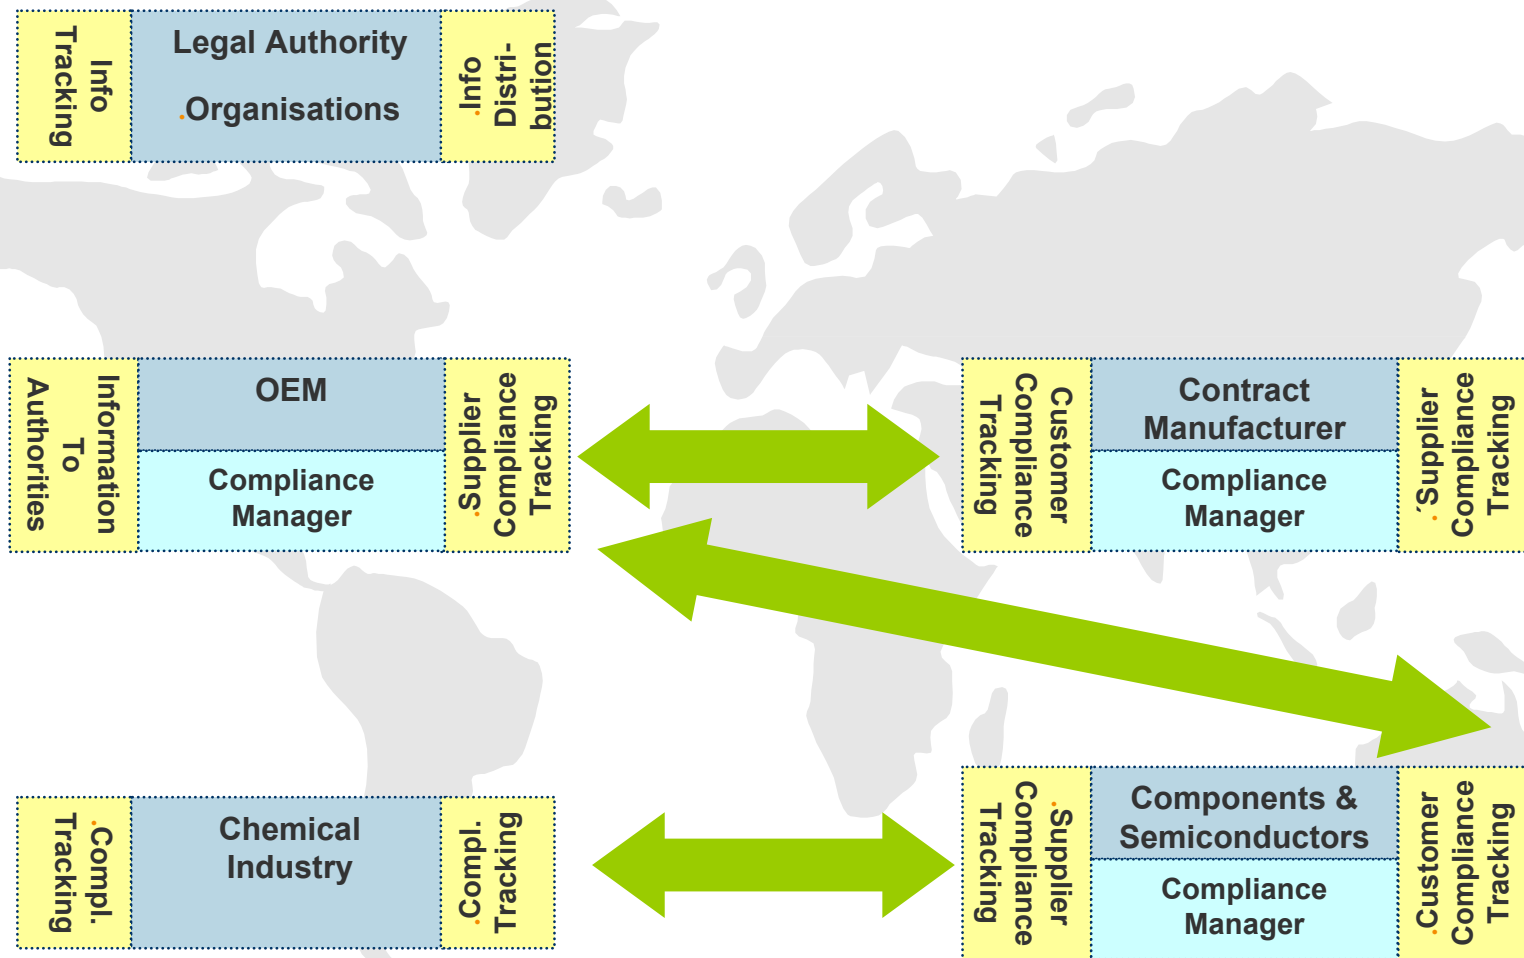 Info
Tracking
Legal Authority
.Organisations
.Info
Distri-
bution
Information
To
Authorities
OEM
Compliance
Manager
.Supplier
Compliance
Tracking
Customer
Compliance
Tracking
Contract
Manufacturer
Compliance
Manager
.´Supplier
Compliance
Tracking
.Compl.
Tracking
Chemical
Industry
.Compl.
Tracking
.Supplier
Compliance
Tracking
Components &
Semiconductors
Compliance
Manager
.Customer
Compliance
Tracking